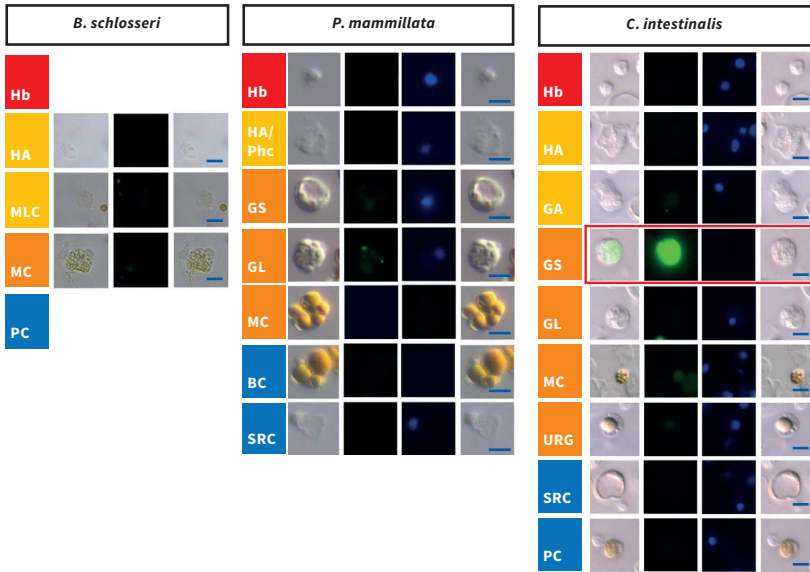 B. schlosseri
Hb
HA
MLC
MC
PC
P. mammillata
Hb
HA/
Phc
GS
GL
MC
BC
SRC
C. intestinalis
Hb
HA
GA
GS
GL
MC
URG
SRC
PC